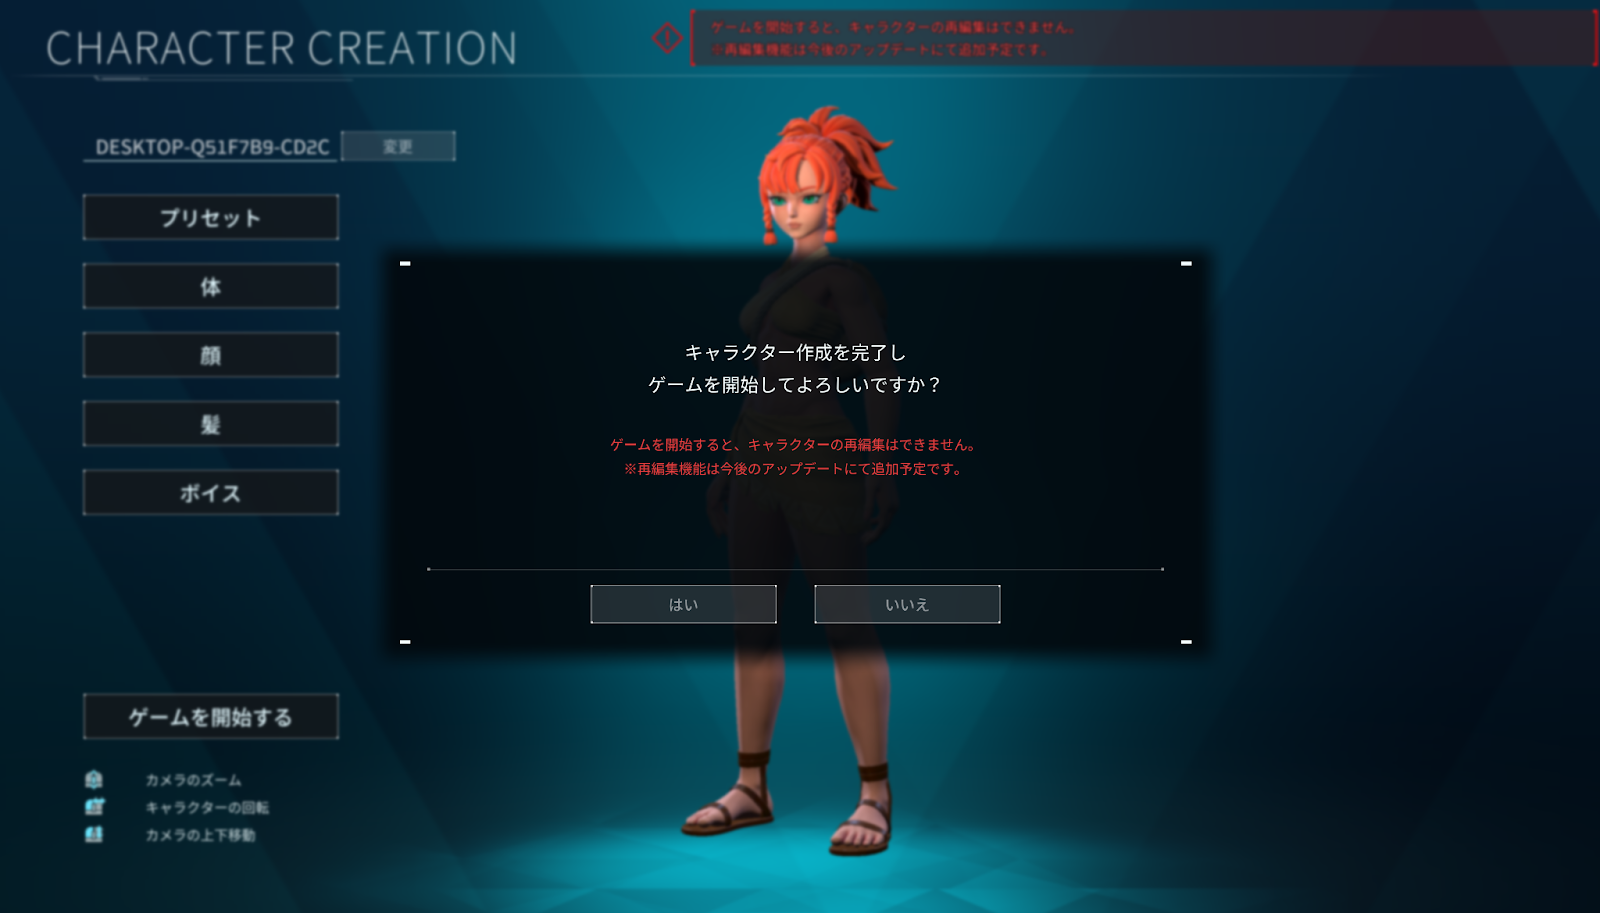 CHARACTER CREATION
ゲームを開始すると、キャラクターの再編集はできません。
※再編集機能は今後のアップデートにて追加予定です。
DESKTOP-Q51F7B9-CD2C
変更
プリセット
体
顔
髪
ボイス
キャラクター作成を完了し
ゲームを開始してよろしいですか？
ゲームを開始すると、キャラクターの再編集はできません。
※再編集機能は今後のアップデートにて追加予定です。
はい
いいえ
ゲームを開始する
カメラのズーム
キャラクターの回転
カメラの上下移動